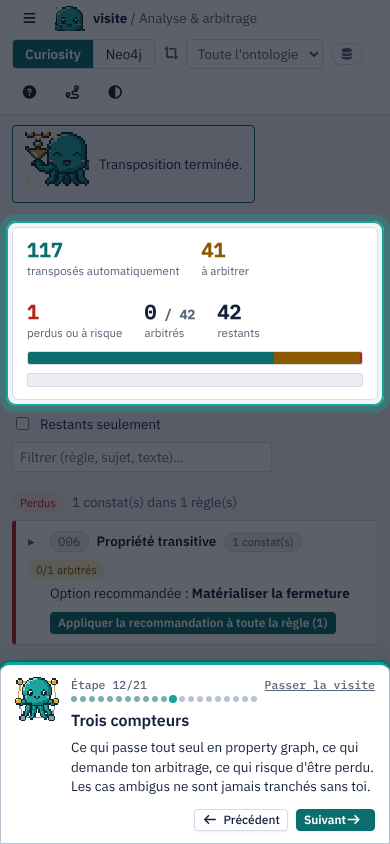 visite / Analyse & arbitrage
Curiosity Neo4j Toute l'ontologie
Transposition terminée.
117 41
transposés automatiquement à arbitrer
1 0 / 42 42
perdus ou à risque arbitrés restants
Restants seulement
Filtrer (règle, sujet, texte)...
Perdus 1 constat(s) dans 1 règle(s)
006 Propriété transitive 1 constat(s)
0/1 arbitrés
Option recommandée : Matérialiser la fermeture
Appliquer la recommandation à toute la règle (1)
Étape 12/21 Passer la visite
Trois compteurs
Ce qui passe tout seul en property graph, ce qui
demande ton arbitrage, ce qui risque d'être perdu.
Les cas ambigus ne sont jamais tranchés sans toi.
← Précédent Suivant→